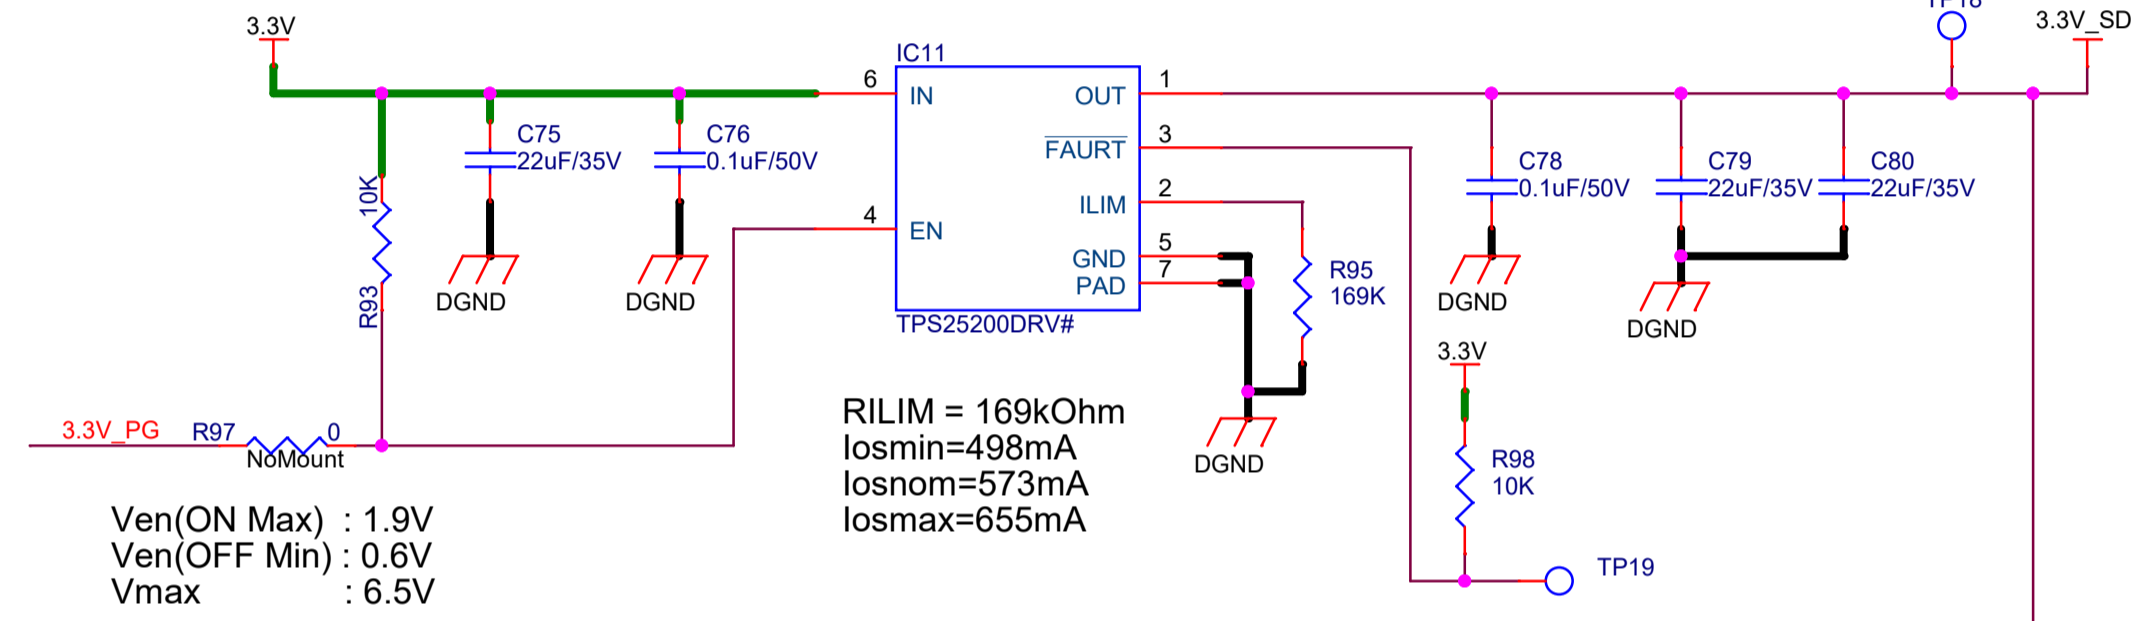 TP18
3.3V
3.3V_SD
IC11
6
IN
OUT
1
C75
22uF/35V
C76
0.1uF/50V
FAURT
3
C78
0.1uF/50V
C79
22uF/35V
C80
22uF/35V
10K
R93
4
EN
ILIM
2
GND
5
PAD
7
R95
169K
DGND
DGND
DGND
DGND
TPS25200DRV#
3.3V
3.3V_PG
R97
0
NoMount
RILIM = 169kOhm
Iosmin=498mA
Iosnom=573mA
Iosmax=655mA
DGND
R98
10K
Ven(ON Max) : 1.9V
Ven(OFF Min) : 0.6V
Vmax : 6.5V
TP19